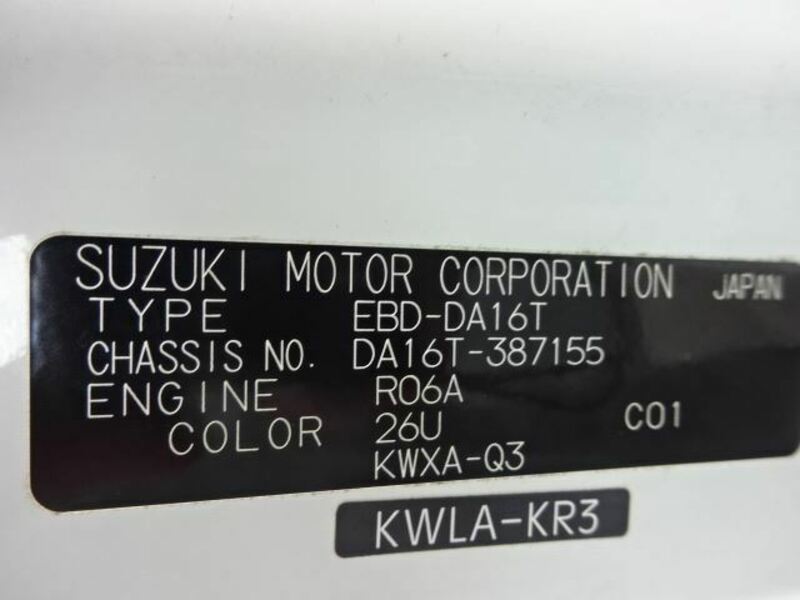 SUZUKI MOTOR CORPORATION JAPAN
TYPE EBD-DA16T
CHASSIS NO. DA16T-387155
ENGINE R06A
COLOR 26U C01
KWXA-Q3
KWLA-KR3